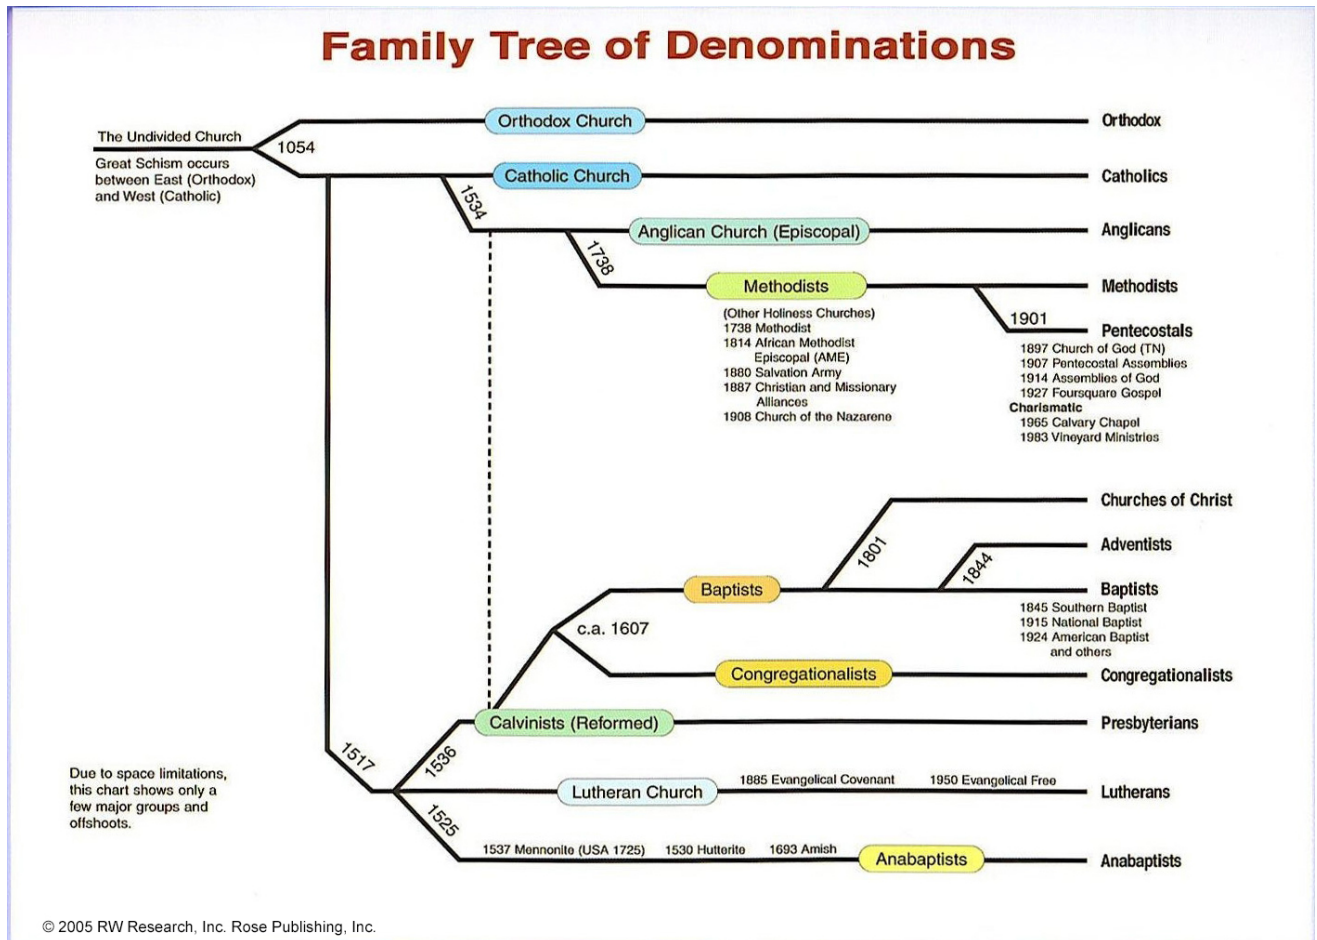 Family Tree of Denominations
The Undivided Church
1054
Great Schism occurs
between East (Orthodox)
and West (Catholic)
Orthodox Church
Orthodox
Catholic Church
Catholics
1534
Anglican Church (Episcopal)
Anglicans
1738
Methodists
Methodists
(Other Holiness Churches)
1738 Methodist
1814 African Methodist
Episcopal (AME)
1880 Salvation Army
1887 Christian and Missionary
Alliances
1908 Church of the Nazarene
1901
Pentecostals
1897 Church of God (TN)
1907 Pentecostal Assemblies
1914 Assemblies of God
1927 Foursquare Gospel
Charismatic
1965 Calvary Chapel
1983 Vineyard Ministries
Churches of Christ
1801
Adventists
1844
Baptists
Baptists
1845 Southern Baptist
1915 National Baptist
1924 American Baptist
and others
c.a. 1607
Congregationalists
Congregationalists
Calvinists (Reformed)
Presbyterians
1517
1536
Due to space limitations,
this chart shows only a
few major groups and
offshoots.
Lutheran Church
1885 Evangelical Covenant
1950 Evangelical Free
Lutherans
1525
1537 Mennonite (USA 1725)
1530 Hutterite
1693 Amish
Anabaptists
Anabaptists
© 2005 RW Research, Inc. Rose Publishing, Inc.